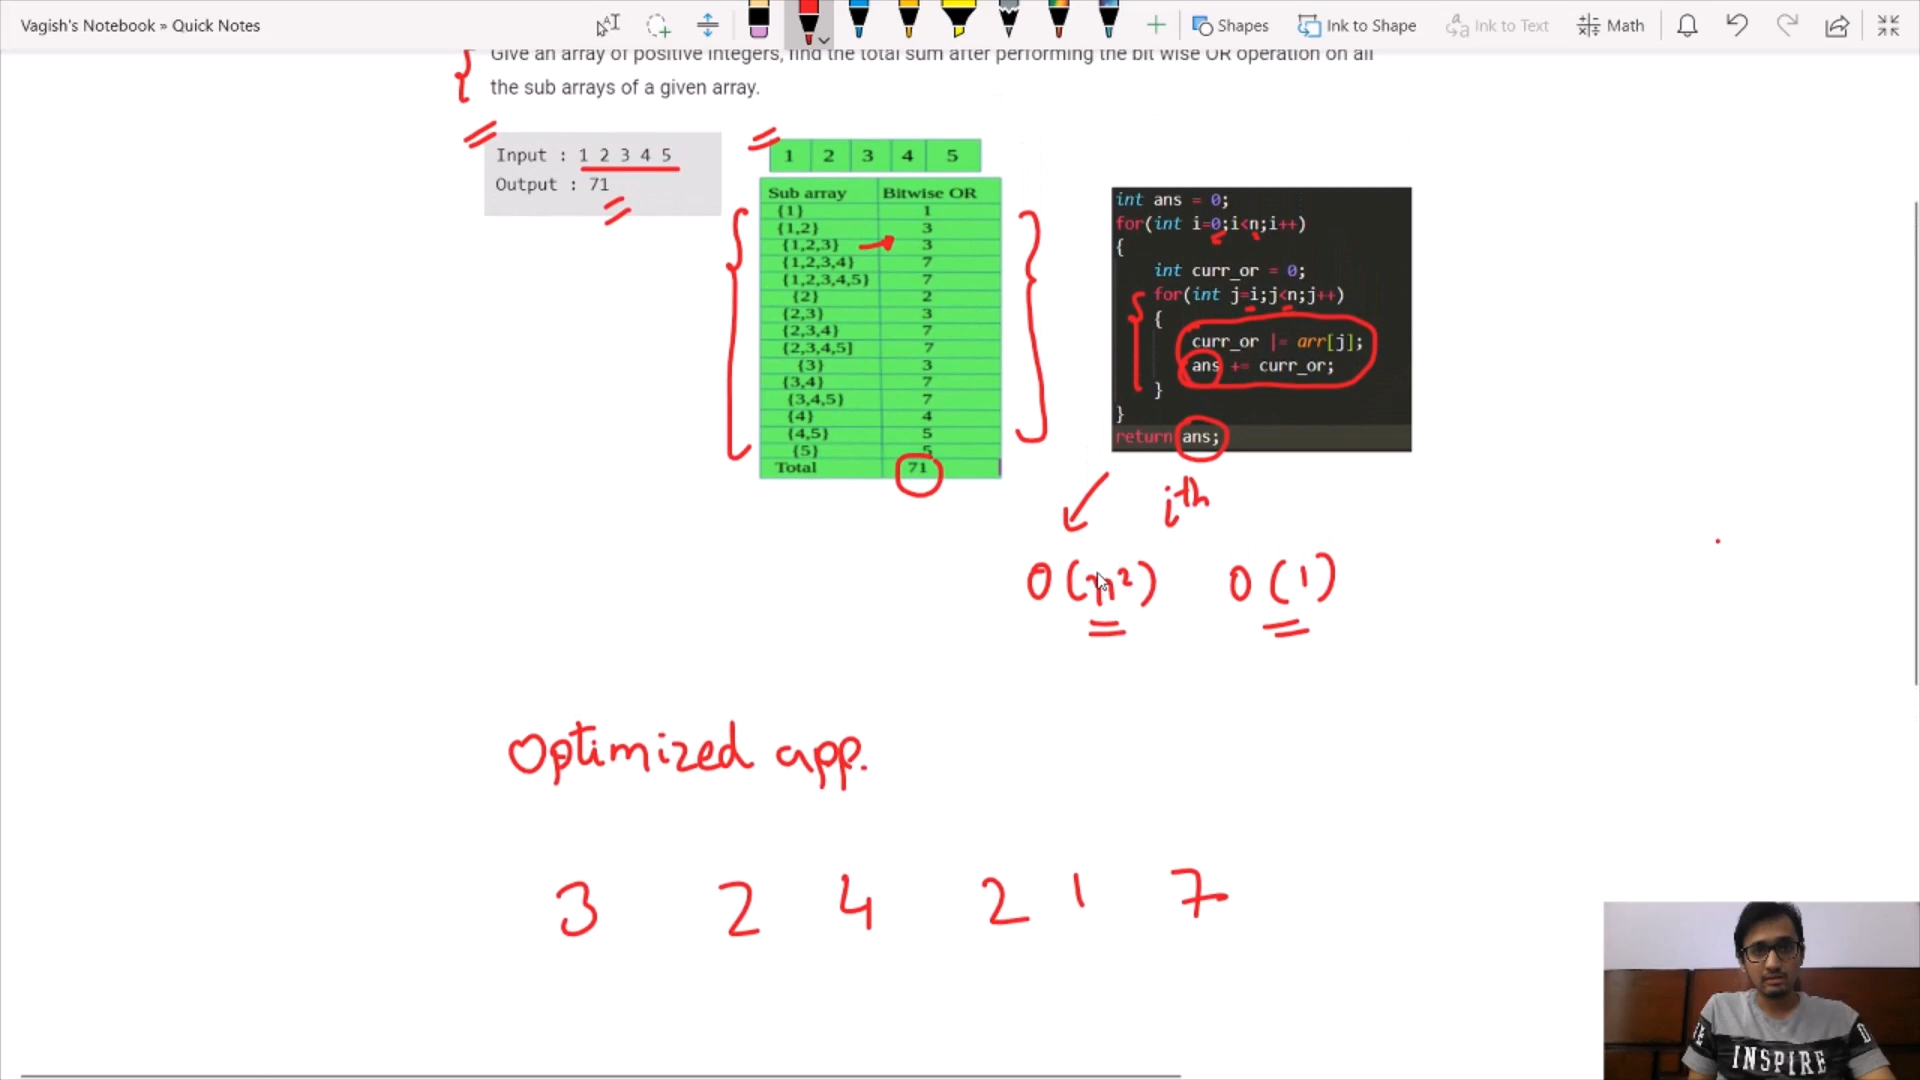 Vagish's Notebook » Quick Notes
Shapes
Ink to Shape
Ink to Text
Math
Give an array of positive integers, find the total sum after performing the bit wise OR operation on all
the sub arrays of a given array.
Input : 1 2 3 4 5
Output : 71
1 2 3 4 5
Sub array Bitwise OR
{1} 1
{1,2} 3
{1,2,3} 3
{1,2,3,4} 7
{1,2,3,4,5} 7
{2} 2
{2,3} 3
{2,3,4} 7
{2,3,4,5] 7
{3} 3
{3,4} 7
{3,4,5} 7
{4} 4
{4,5} 5
{5} 5
Total 71
int ans = 0;
for(int i=0;i<n;i++)
{
int curr_or = 0;
for(int j=i;j<n;j++)
{
curr_or |= arr[j];
ans += curr_or;
}
}
return ans;
ith
O(n²) O(1)
Optimized app.
3 2 4 2 1 7
INSPIRE